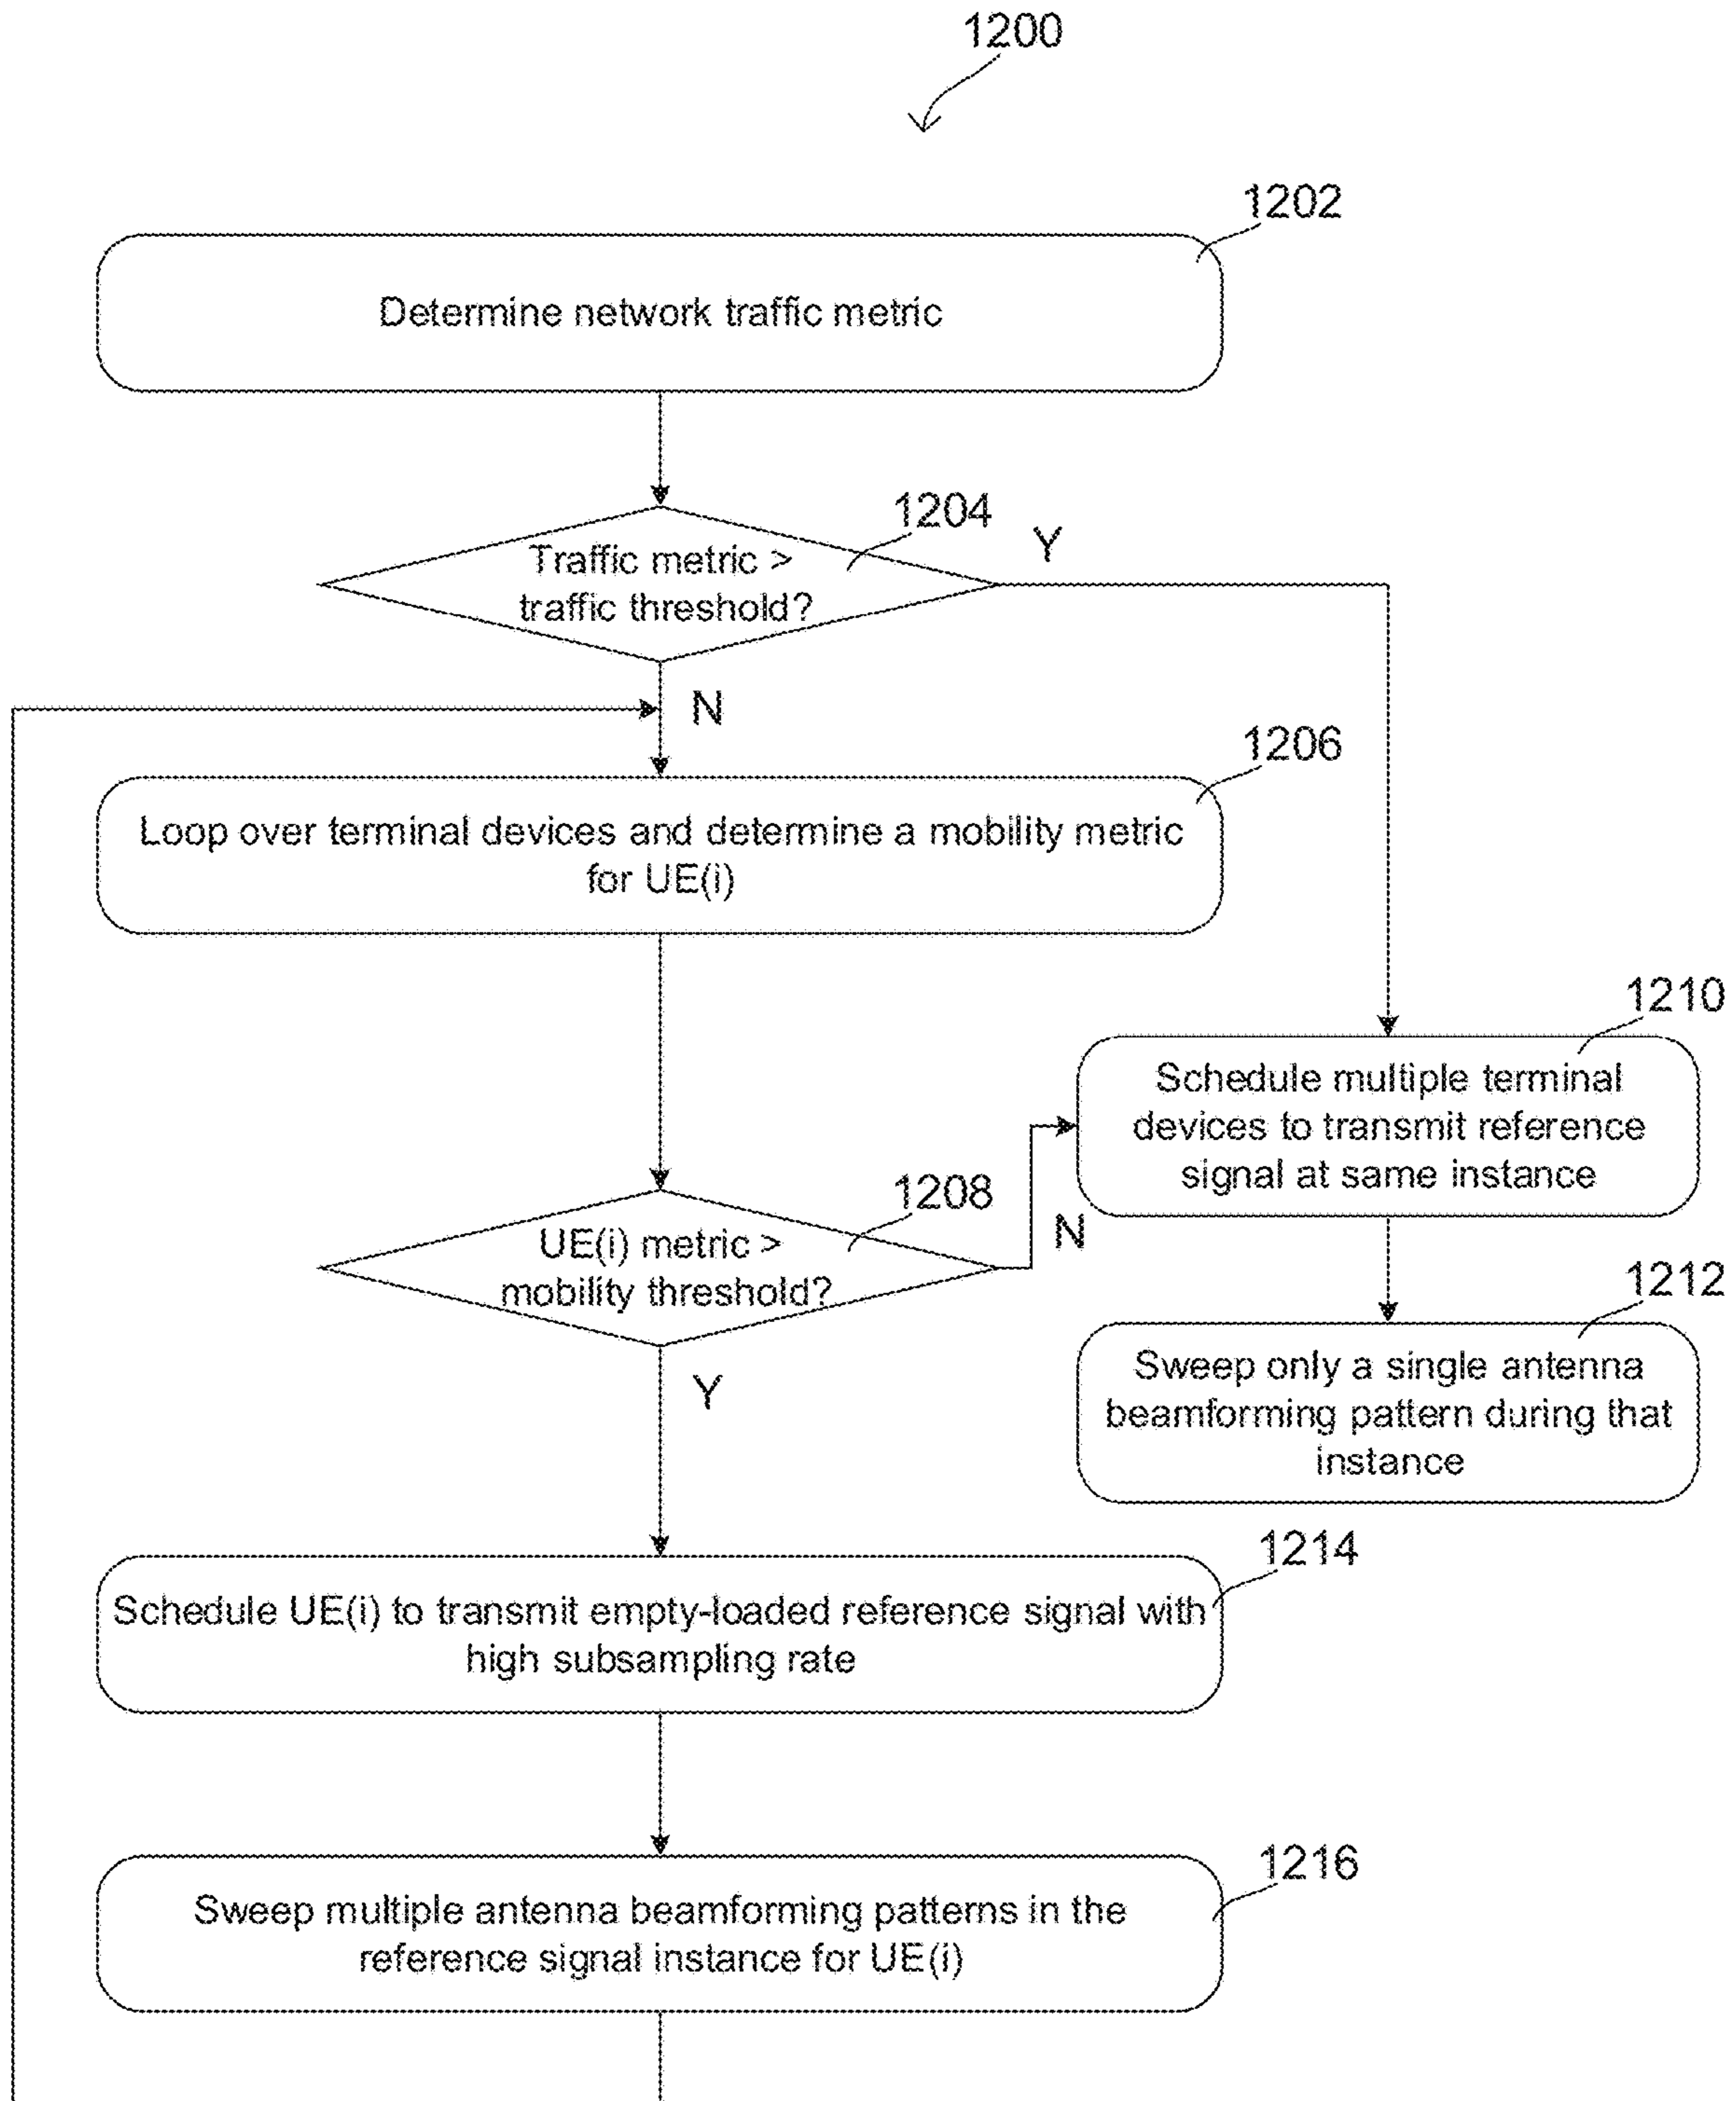 1200
1202
Determine network traffic metric
1204
Y
Traffic metric >
traffic threshold?
N
1206
Loop over terminal devices and determine a mobility metric
for UE(i)
1210
Schedule multiple terminal
devices to transmit reference
signal at same instance
1208
N
UE(i) metric >
mobility threshold?
1212
Sweep only a single antenna
beamforming pattern during that
instance
Y
1214
Schedule UE(i) to transmit empty-loaded reference signal with
high subsampling rate
1216
Sweep multiple antenna beamforming patterns in the
reference signal instance for UE(i)